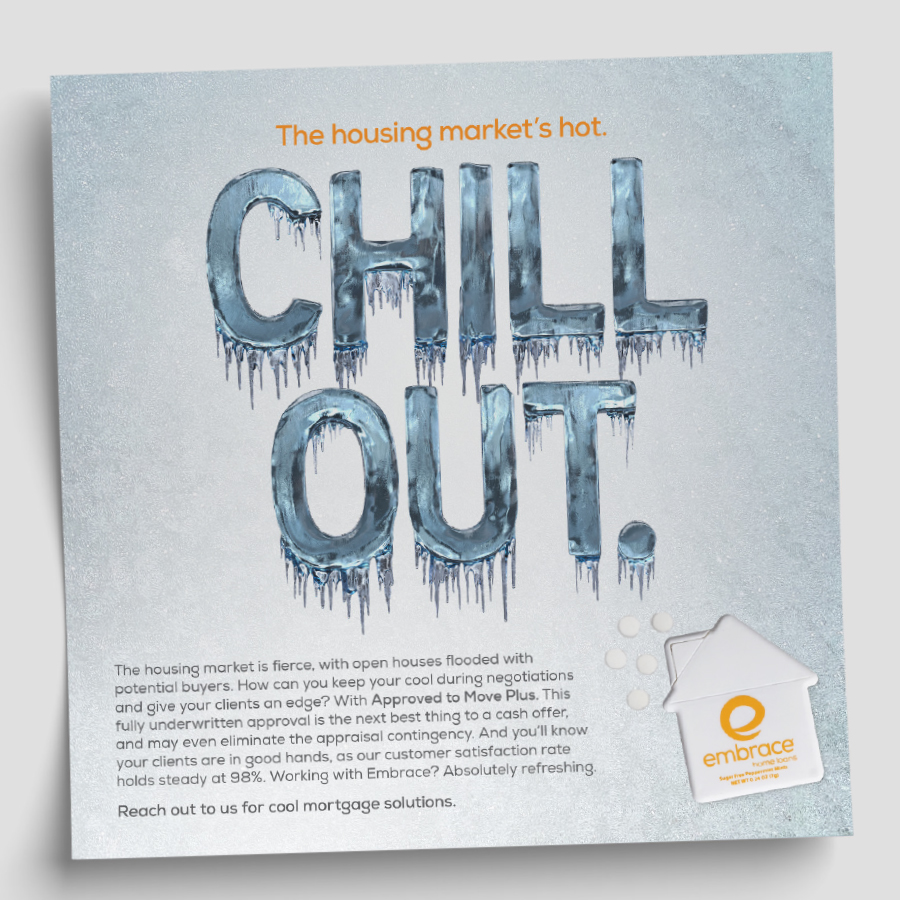 The housing market's hot.
CHILL
OUT.
The housing market is fierce, with open houses flooded with
potential buyers. How can you keep your cool during negotiations
and give your clients an edge? With Approved to Move Plus. This
fully underwritten approval is the next best thing to a cash offer,
and may even eliminate the appraisal contingency. And you'll know
your clients are in good hands, as our customer satisfaction rate
holds steady at 98%. Working with Embrace? Absolutely refreshing.
Reach out to us for cool mortgage solutions.
embrace
home loans
Sugar Free Peppermint Mints